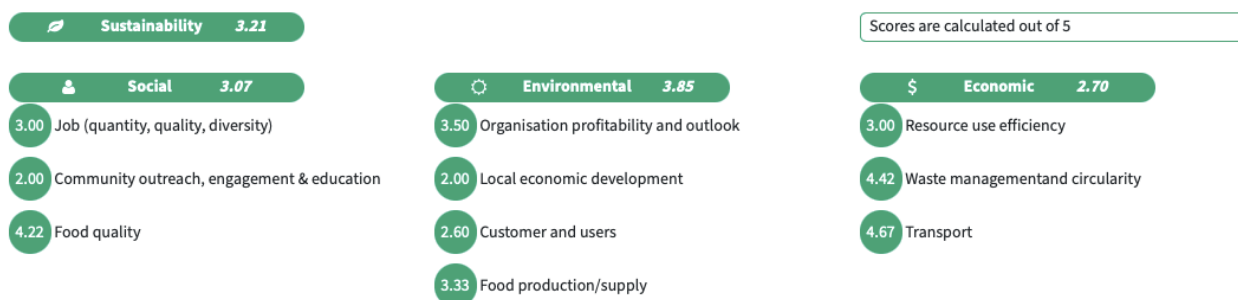 Sustainability 3.21
Scores are calculated out of 5
Social 3.07
3.00 Job (quantity, quality, diversity)
2.00 Community outreach, engagement & education
4.22 Food quality
Environmental 3.85
3.50 Organisation profitability and outlook
2.00 Local economic development
2.60 Customer and users
3.33 Food production/supply
$ Economic 2.70
3.00 Resource use efficiency
4.42 Waste managementand circularity
4.67 Transport